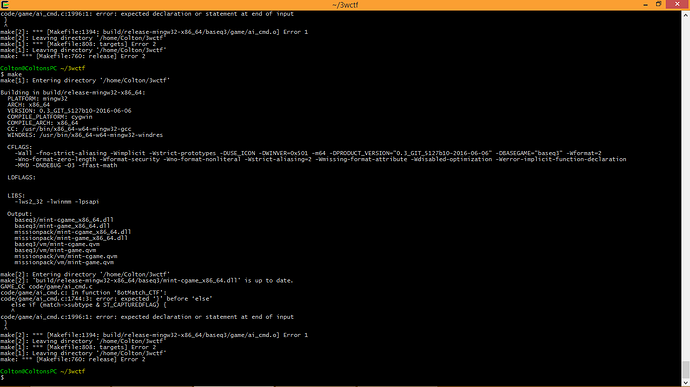 ~/3wctf
code/game/ai_cmd.c:1996:1: error: expected declaration or statement at end of input
}
^
make[2]: *** [Makefile:1394: build/release-mingw32-x86_64/baseq3/game/ai_cmd.o] Error 1
make[2]: Leaving directory '/home/Colton/3wctf'
make[1]: *** [Makefile:808: targets] Error 2
make[1]: Leaving directory '/home/Colton/3wctf'
make: *** [Makefile:760: release] Error 2
Colton@ColtonsPC ~/3wctf
$ make
make[1]: Entering directory '/home/Colton/3wctf'
Building in build/release-mingw32-x86_64:
PLATFORM: mingw32
ARCH: x86_64
VERSION: 0.3_GIT_5127b10-2016-06-06
COMPILE_PLATFORM: cygwin
COMPILE_ARCH: x86_64
CC: /usr/bin/x86_64-w64-mingw32-gcc
WINDRES: /usr/bin/x86_64-w64-mingw32-windres
CFLAGS:
-Wall -fno-strict-aliasing -Wimplicit -Wstrict-prototypes -DUSE_ICON -DWINVER=0x501 -m64 -DPRODUCT_VERSION="0.3_GIT_5127b10-2016-06-06" -DBASEGAME="baseq3" -Wformat=2
-Wno-format-zero-length -Wformat-security -Wno-format-nonliteral -Wstrict-aliasing=2 -Wmissing-format-attribute -Wdisabled-optimization -Werror-implicit-function-declaration
-MMD -DNDEBUG -O3 -ffast-math
LDFLAGS:
LIBS:
-lws2_32 -lwinmm -lpsapi
Output:
baseq3/mint-cgame_x86_64.dll
baseq3/mint-game_x86_64.dll
missionpack/mint-cgame_x86_64.dll
missionpack/mint-game_x86_64.dll
baseq3/vm/mint-cgame.qvm
baseq3/vm/mint-game.qvm
missionpack/vm/mint-cgame.qvm
missionpack/vm/mint-game.qvm
make[2]: Entering directory '/home/Colton/3wctf'
make[2]: 'build/release-mingw32-x86_64/baseq3/mint-cgame_x86_64.dll' is up to date.
GAME_CC code/game/ai_cmd.c
code/game/ai_cmd.c: In function 'BotMatch_CTF':
code/game/ai_cmd.c:1744:3: error: expected '}' before 'else'
else if (match->subtype & ST_CAPTUREDFLAG) {
^
code/game/ai_cmd.c:1996:1: error: expected declaration or statement at end of input
}
^
make[2]: *** [Makefile:1394: build/release-mingw32-x86_64/baseq3/game/ai_cmd.o] Error 1
make[2]: Leaving directory '/home/Colton/3wctf'
make[1]: *** [Makefile:808: targets] Error 2
make[1]: Leaving directory '/home/Colton/3wctf'
make: *** [Makefile:760: release] Error 2
Colton@ColtonsPC ~/3wctf
$